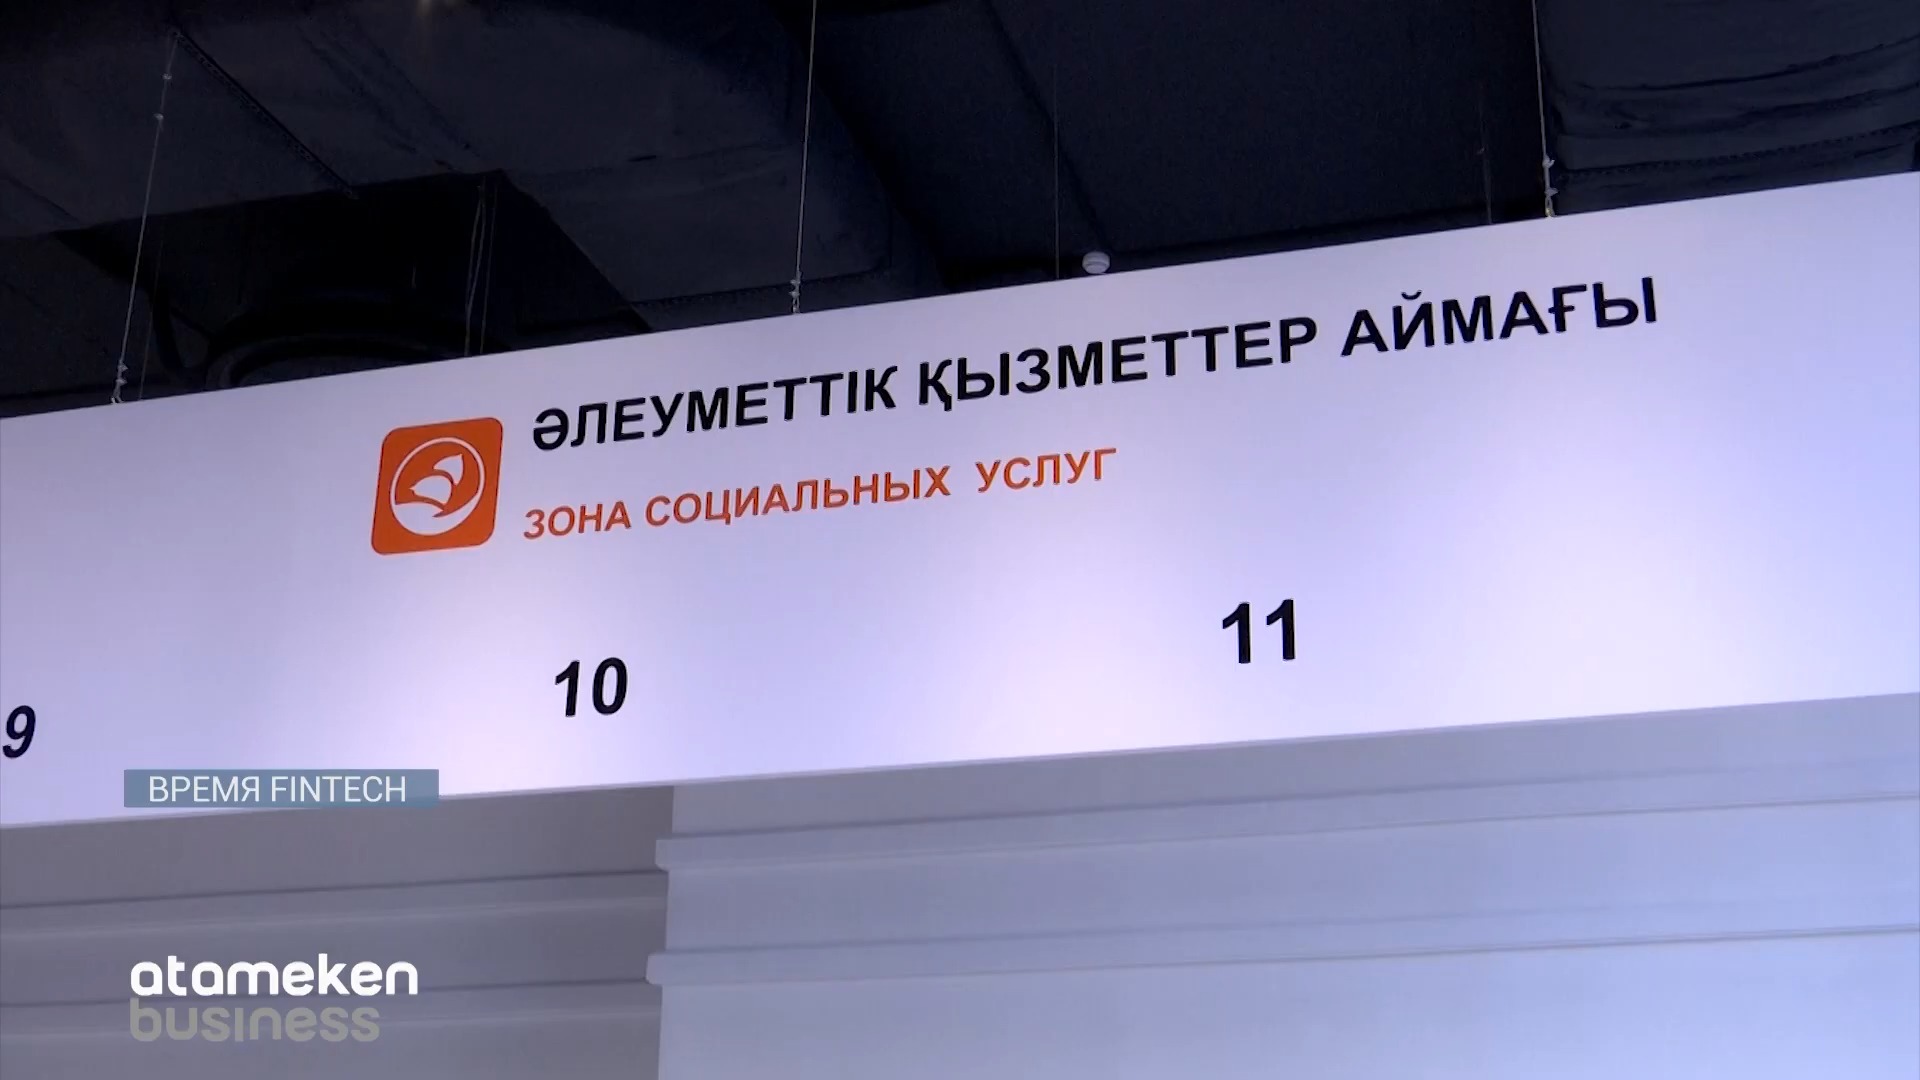 ӘЛЕУМЕТТІК ҚЫЗМЕТТЕР АЙМАҒЫ
ЗОНА СОЦИАЛЬНЫХ УСЛУГ
9
10
11
ВРЕМЯ FINTECH
atameken
business